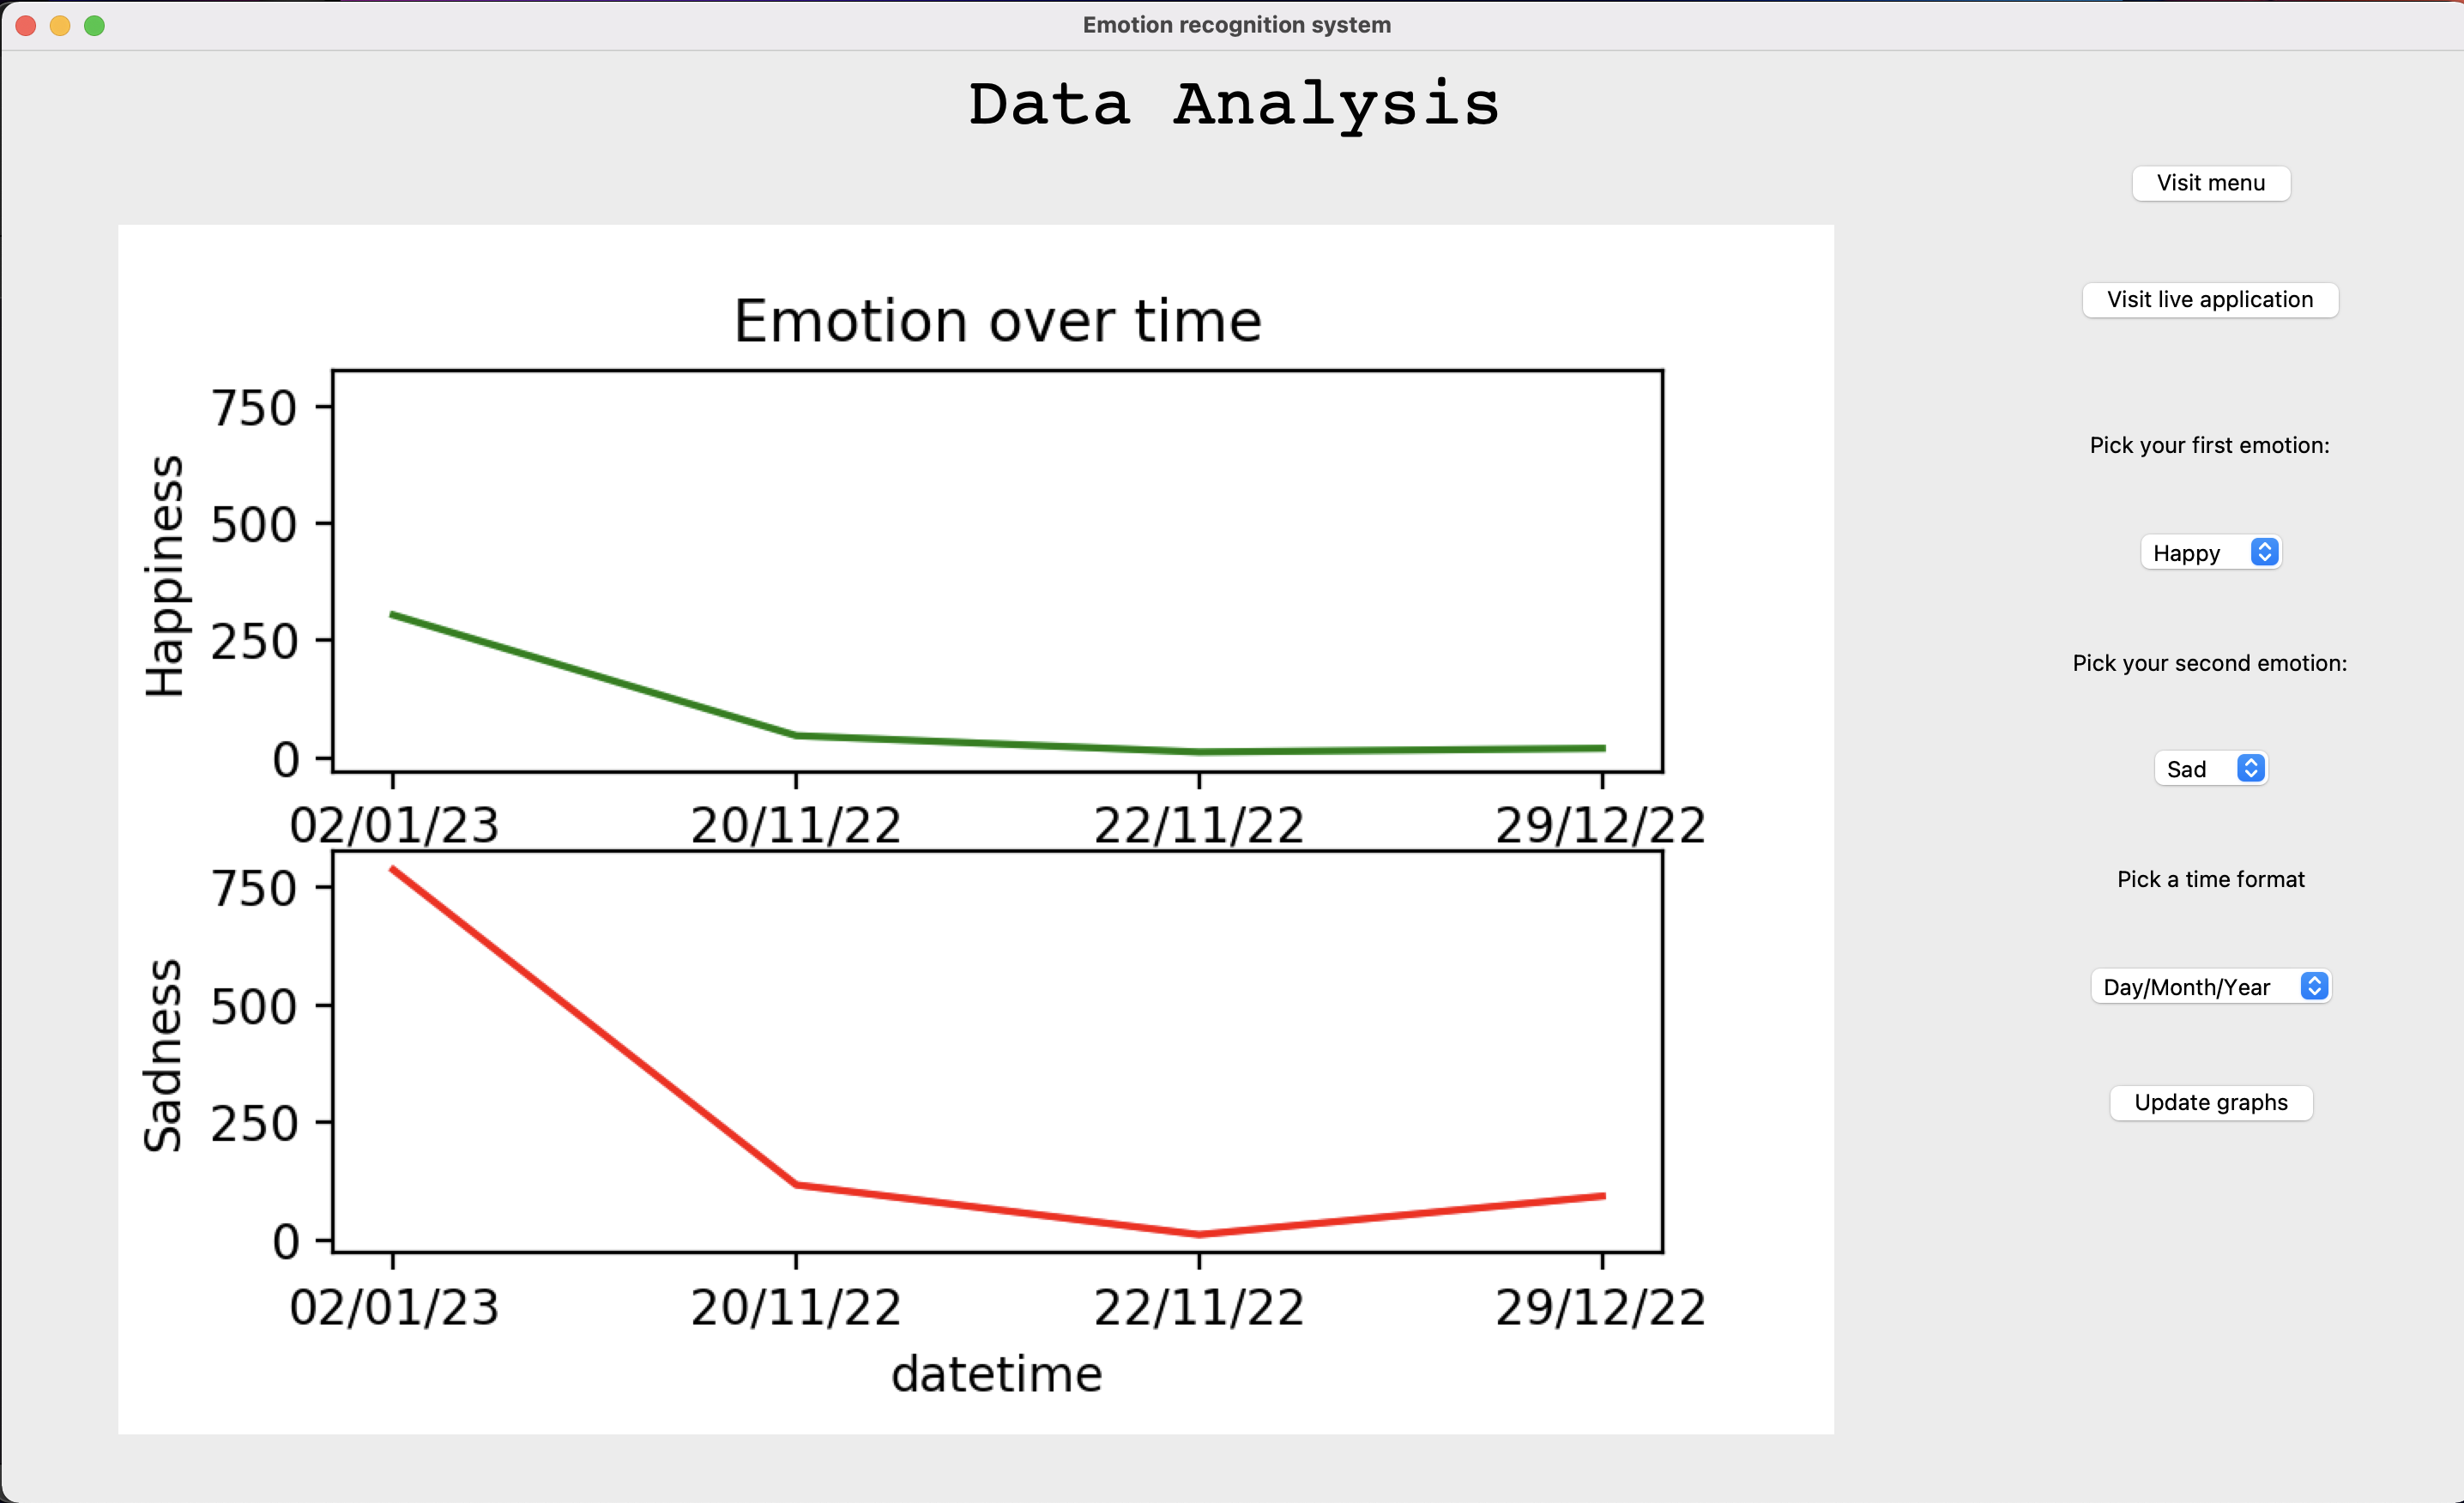 Emotion recognition system
Data Analysis
Visit menu
Visit live application
Emotion over time
Happiness
750
500
250
0
02/01/23 20/11/22 22/11/22 29/12/22
Sadness
750
500
250
0
02/01/23 20/11/22 22/11/22 29/12/22
datetime
Pick your first emotion:
Happy
Pick your second emotion:
Sad
Pick a time format
Day/Month/Year
Update graphs